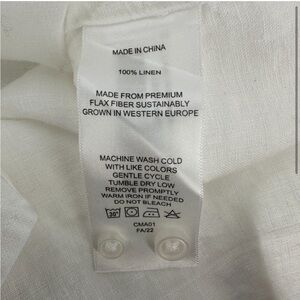 MADE IN CHINA
100% LINEN
MADE FROM PREMIUM
FLAX FIBER SUSTAINABLY
GROWN IN WESTERN EUROPE
MACHINE WASH COLD
WITH LIKE COLORS
GENTLE CYCLE
TUMBLE DRY LOW
REMOVE PROMPTLY
WARM IRON IF NEEDED
DO NOT BLEACH
30°
CMA01
FA/22